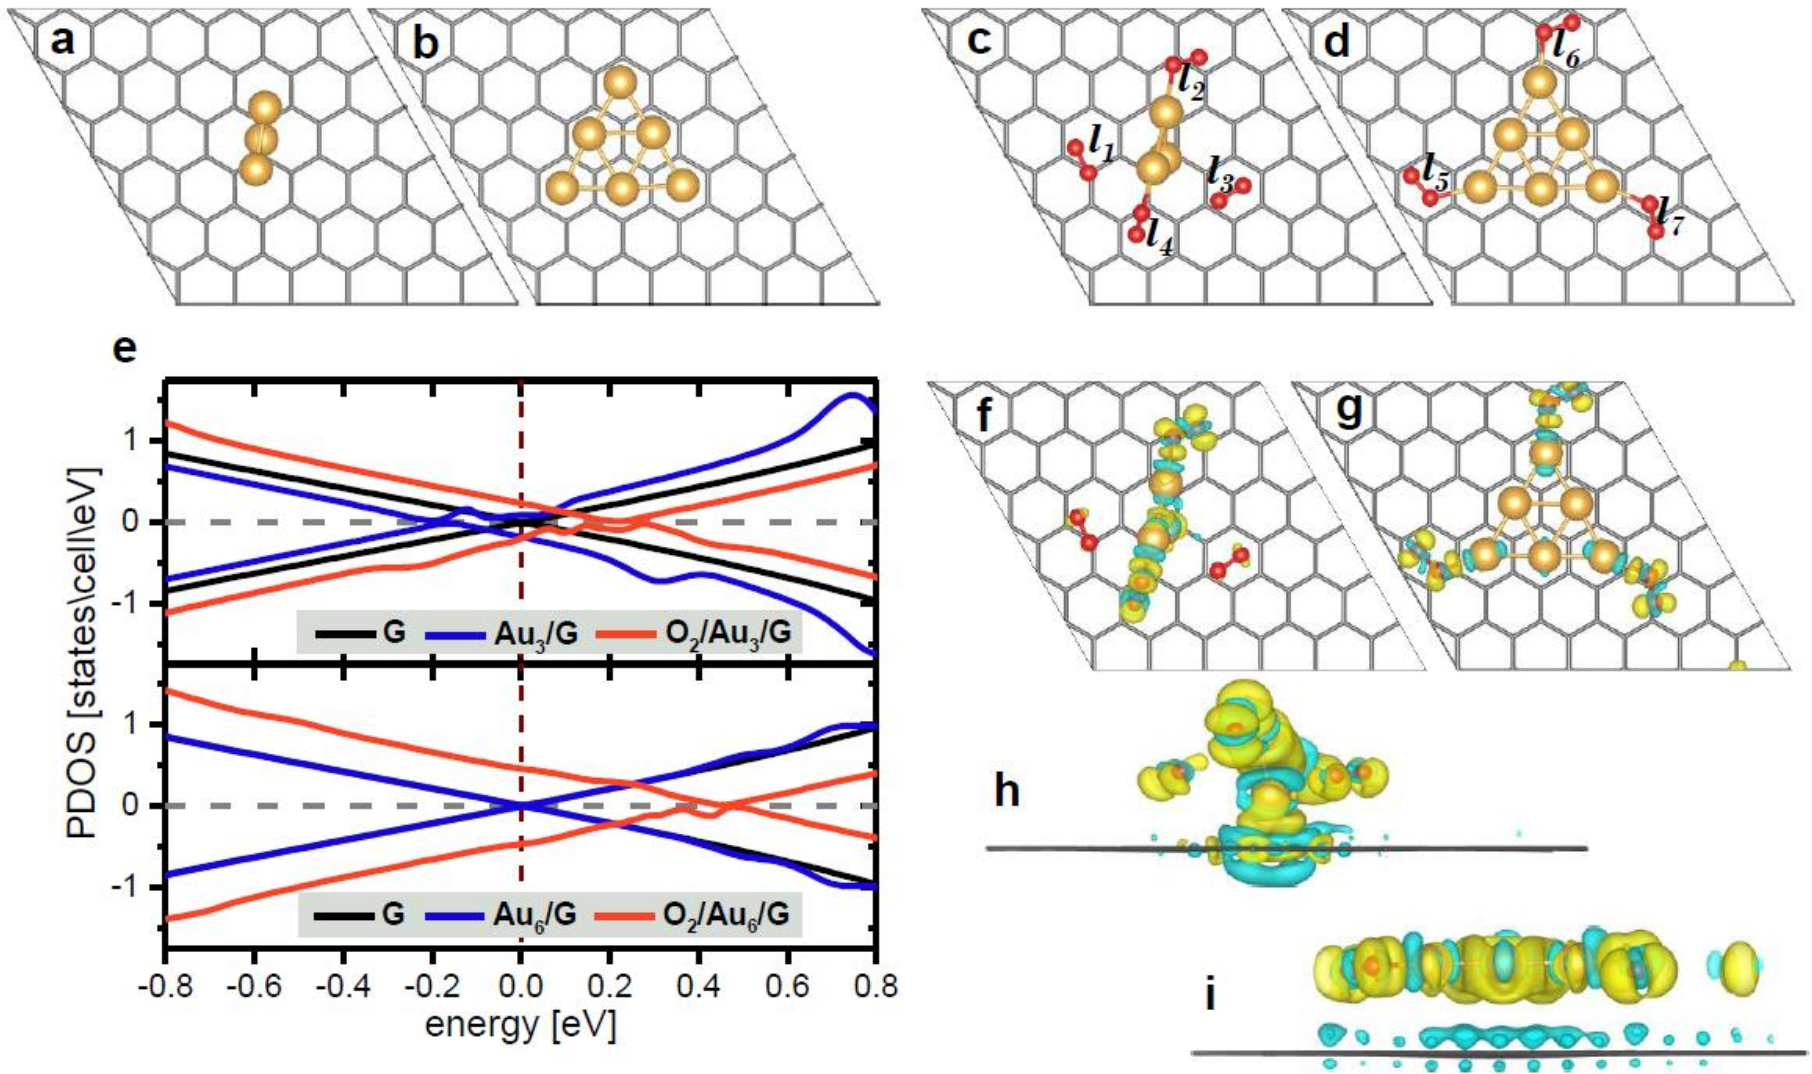 a
b
c
d
l1
l2
l3
l4
l5
l6
l7
e
1
0
-1
G Au3/G O2/Au3/G
1
0
-1
G Au6/G O2/Au6/G
-0.8 -0.6 -0.4 -0.2 0.0 0.2 0.4 0.6 0.8
energy [eV]
PDOS [states\cell\eV]
f
g
h
i